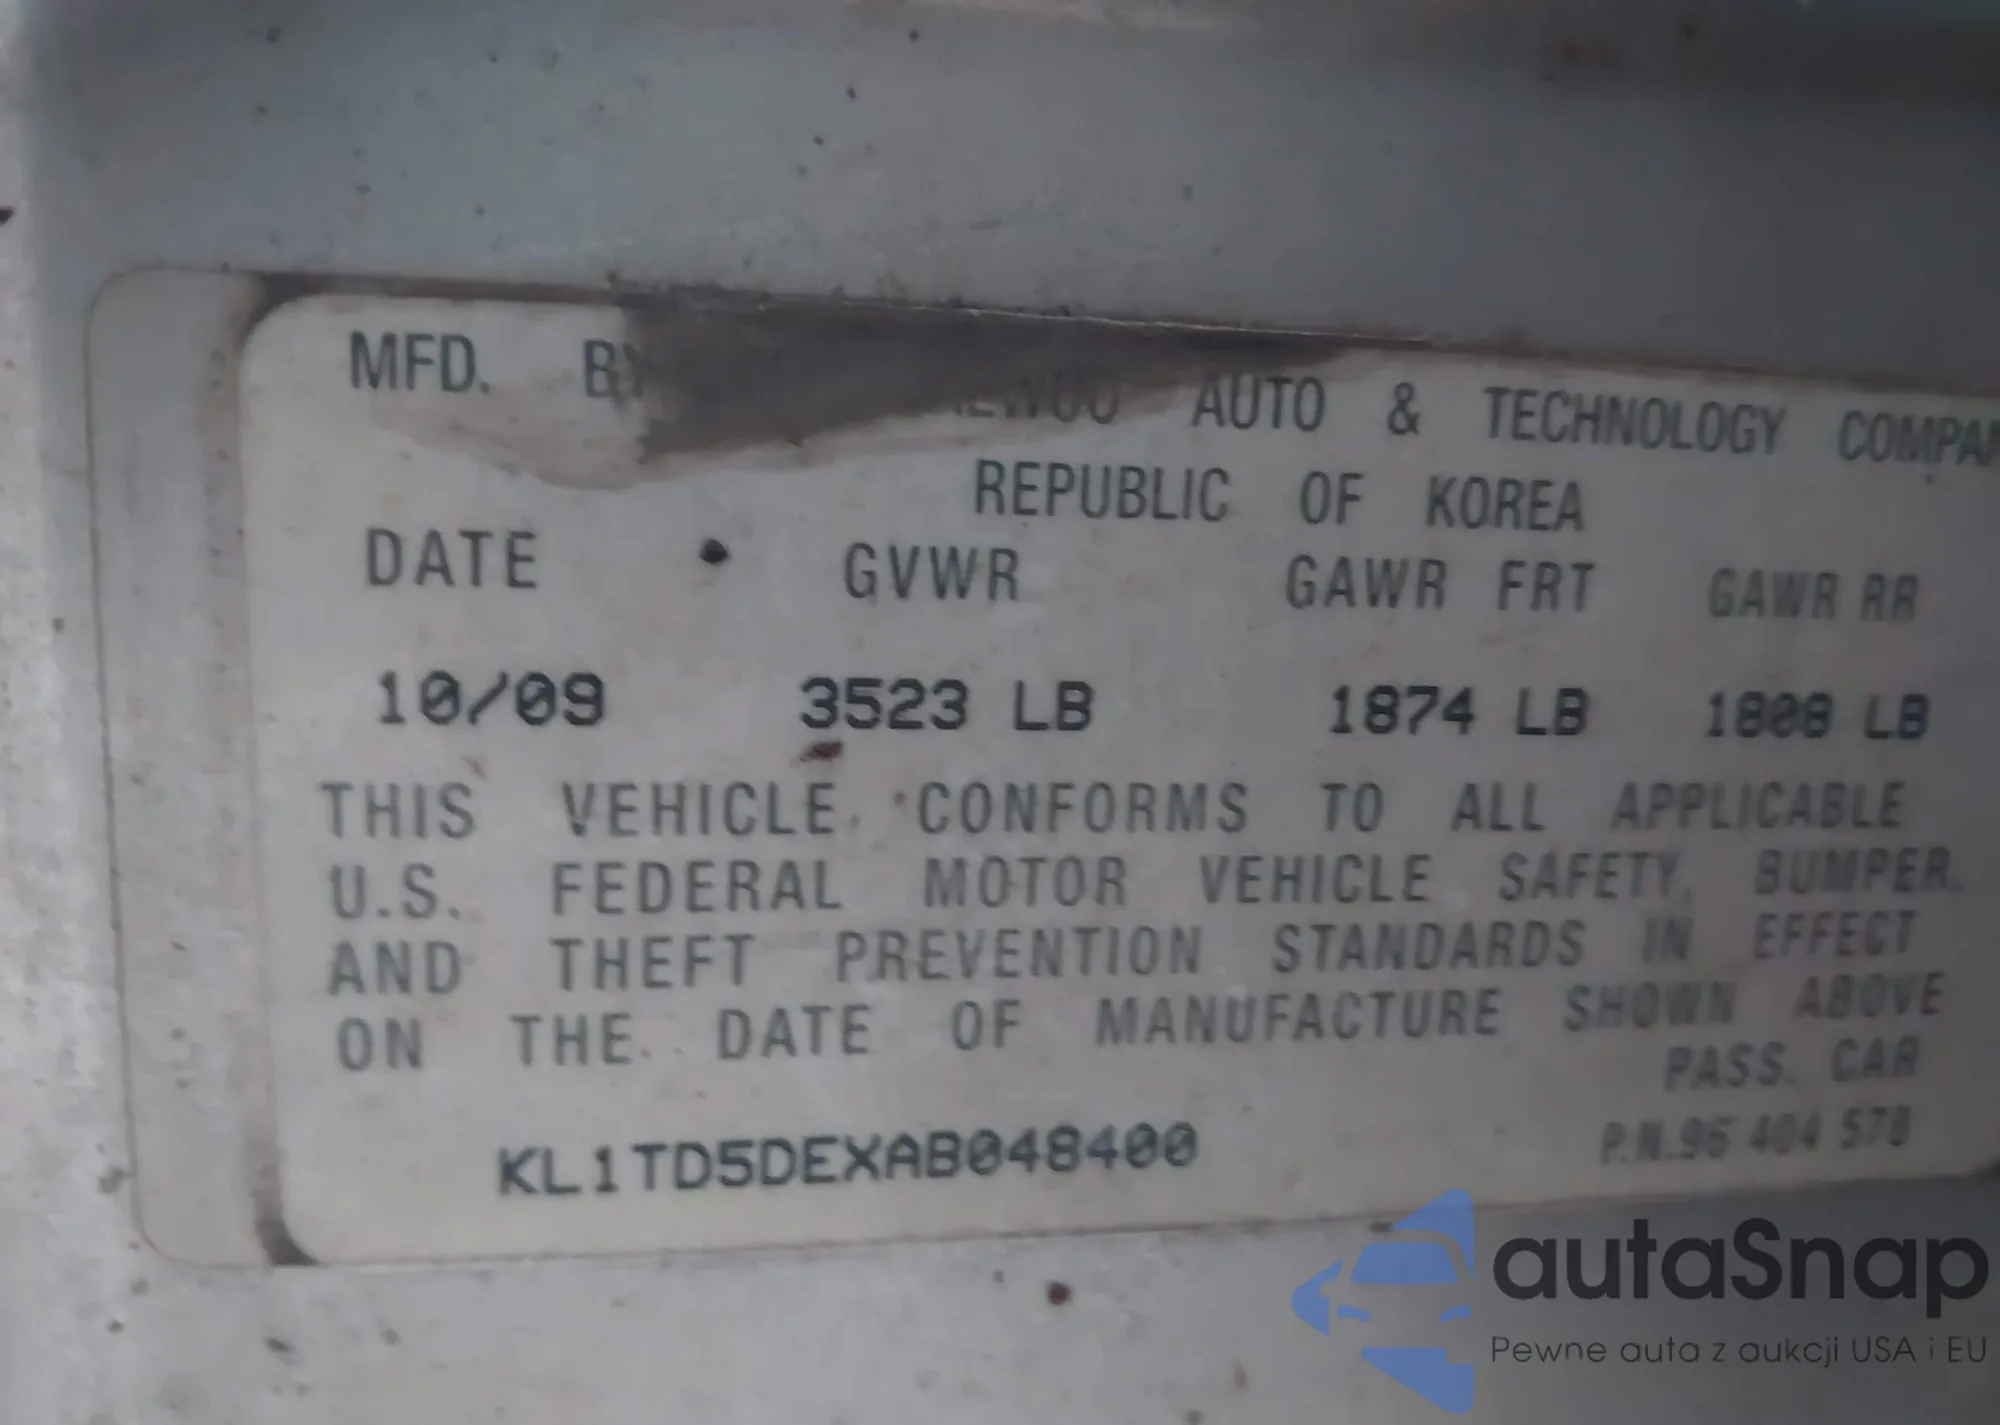 MFD. BY AUTO & TECHNOLOGY COMPAN
REPUBLIC OF KOREA
DATE GVWR GAWR FRT GAWR RR
10/09 3523 LB 1874 LB 1808 LB
THIS VEHICLE CONFORMS TO ALL APPLICABLE
U.S. FEDERAL MOTOR VEHICLE SAFETY, BUMPER,
AND THEFT PREVENTION STANDARDS IN EFFECT
ON THE DATE OF MANUFACTURE SHOWN ABOVE
PASS. CAR
KL1TD5DEXAB048400
P.N.96 404 578
autaSnap
Pewne auta z aukcji USA i EU